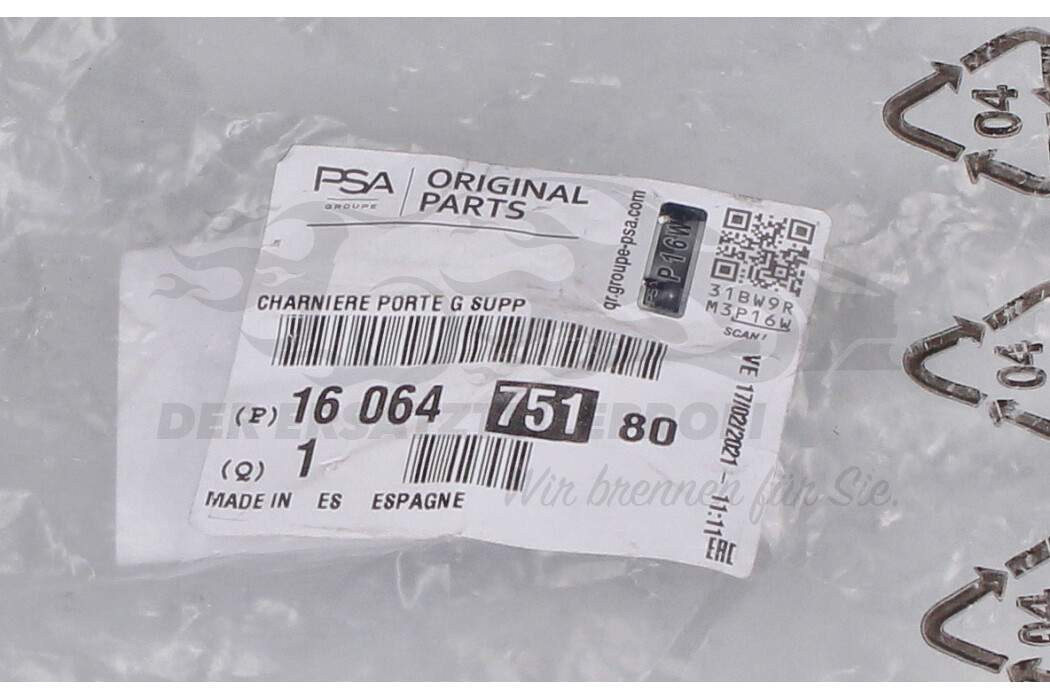 PSA
GROUPE
ORIGINAL
PARTS
qr.groupe-psa.com
P16W
31BW9R
M3P16W
SCAN!
CHARNIERE PORTE G SUPP
(P) 16 064 751 80
(Q) 1
MADE IN ES ESPAGNE
VE 17/02/2021 - 11:11
EAC
DER ERSATZTEILEPROFI
Wir brennen für Sie.
04
04
04